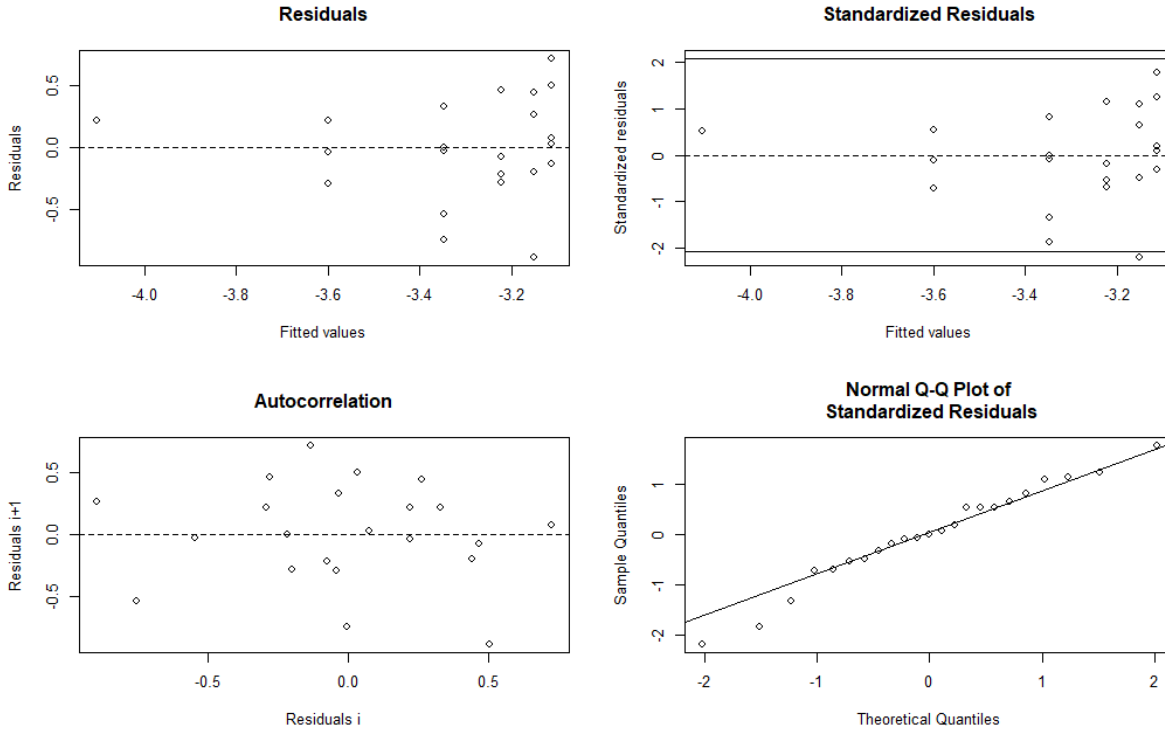 Residuals
Residuals
0.5
0.0
-0.5
-4.0 -3.8 -3.6 -3.4 -3.2
Fitted values
Standardized Residuals
Standardized residuals
2
1
0
-1
-2
-4.0 -3.8 -3.6 -3.4 -3.2
Fitted values
Autocorrelation
Residuals i+1
0.5
0.0
-0.5
-0.5 0.0 0.5
Residuals i
Normal Q-Q Plot of
Standardized Residuals
Sample Quantiles
1
0
-1
-2
-2 -1 0 1 2
Theoretical Quantiles